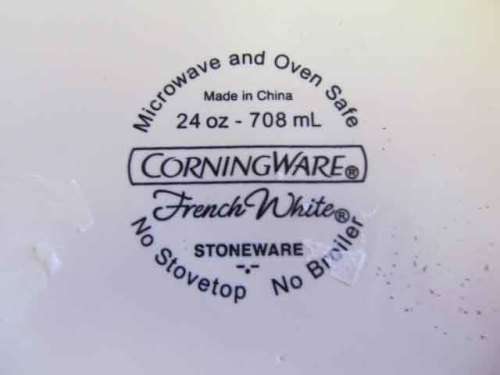 Microwave and Oven Safe
Made in China
24 oz - 708 mL
CORNINGWARE®
French White®
STONEWARE
No Stovetop No Broiler